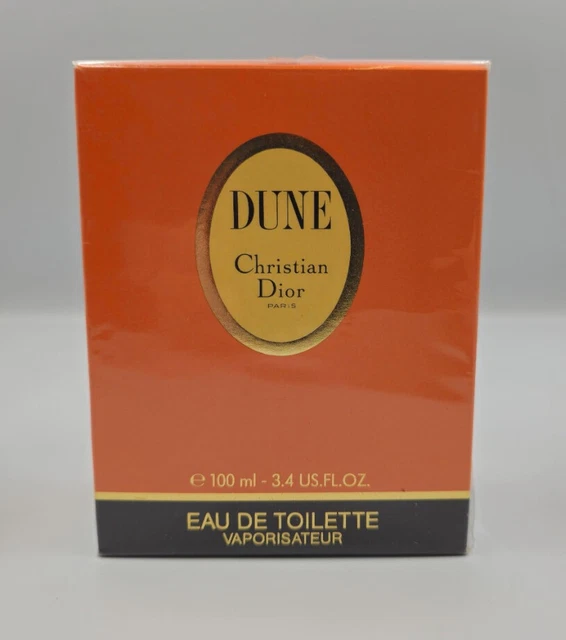 DUNE
Christian
Dior
PARIS
℮ 100 ml - 3.4 US.FL.OZ.
EAU DE TOILETTE
VAPORISATEUR